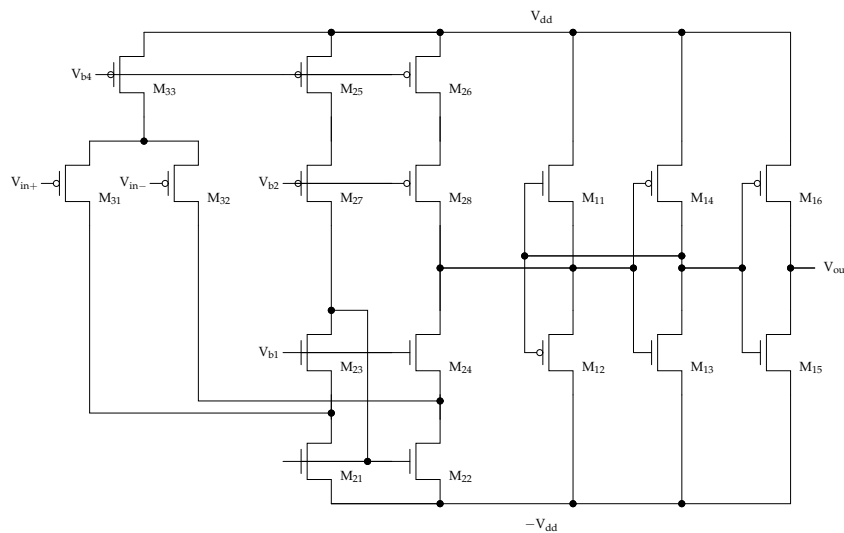 V_dd
V_b4
M_33
M_25
M_26
V_in+
M_31
V_in−
M_32
V_b2
M_27
M_28
M_11
M_14
M_16
V_ou
V_b1
M_23
M_24
M_12
M_13
M_15
M_21
M_22
−V_dd